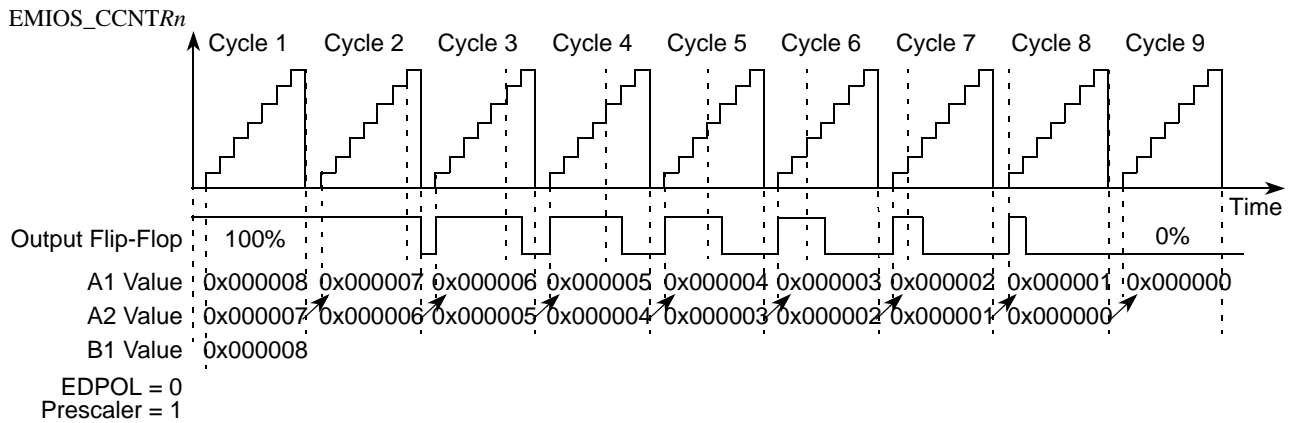 EMIOS_CCNTRn
Cycle 1 Cycle 2 Cycle 3 Cycle 4 Cycle 5 Cycle 6 Cycle 7 Cycle 8 Cycle 9
Time
Output Flip-Flop 100% 0%
A1 Value 0x000008 0x000007 0x000006 0x000005 0x000004 0x000003 0x000002 0x000001 0x000000
A2 Value 0x000007 0x000006 0x000005 0x000004 0x000003 0x000002 0x000001 0x000000
B1 Value 0x000008
EDPOL = 0
Prescaler = 1